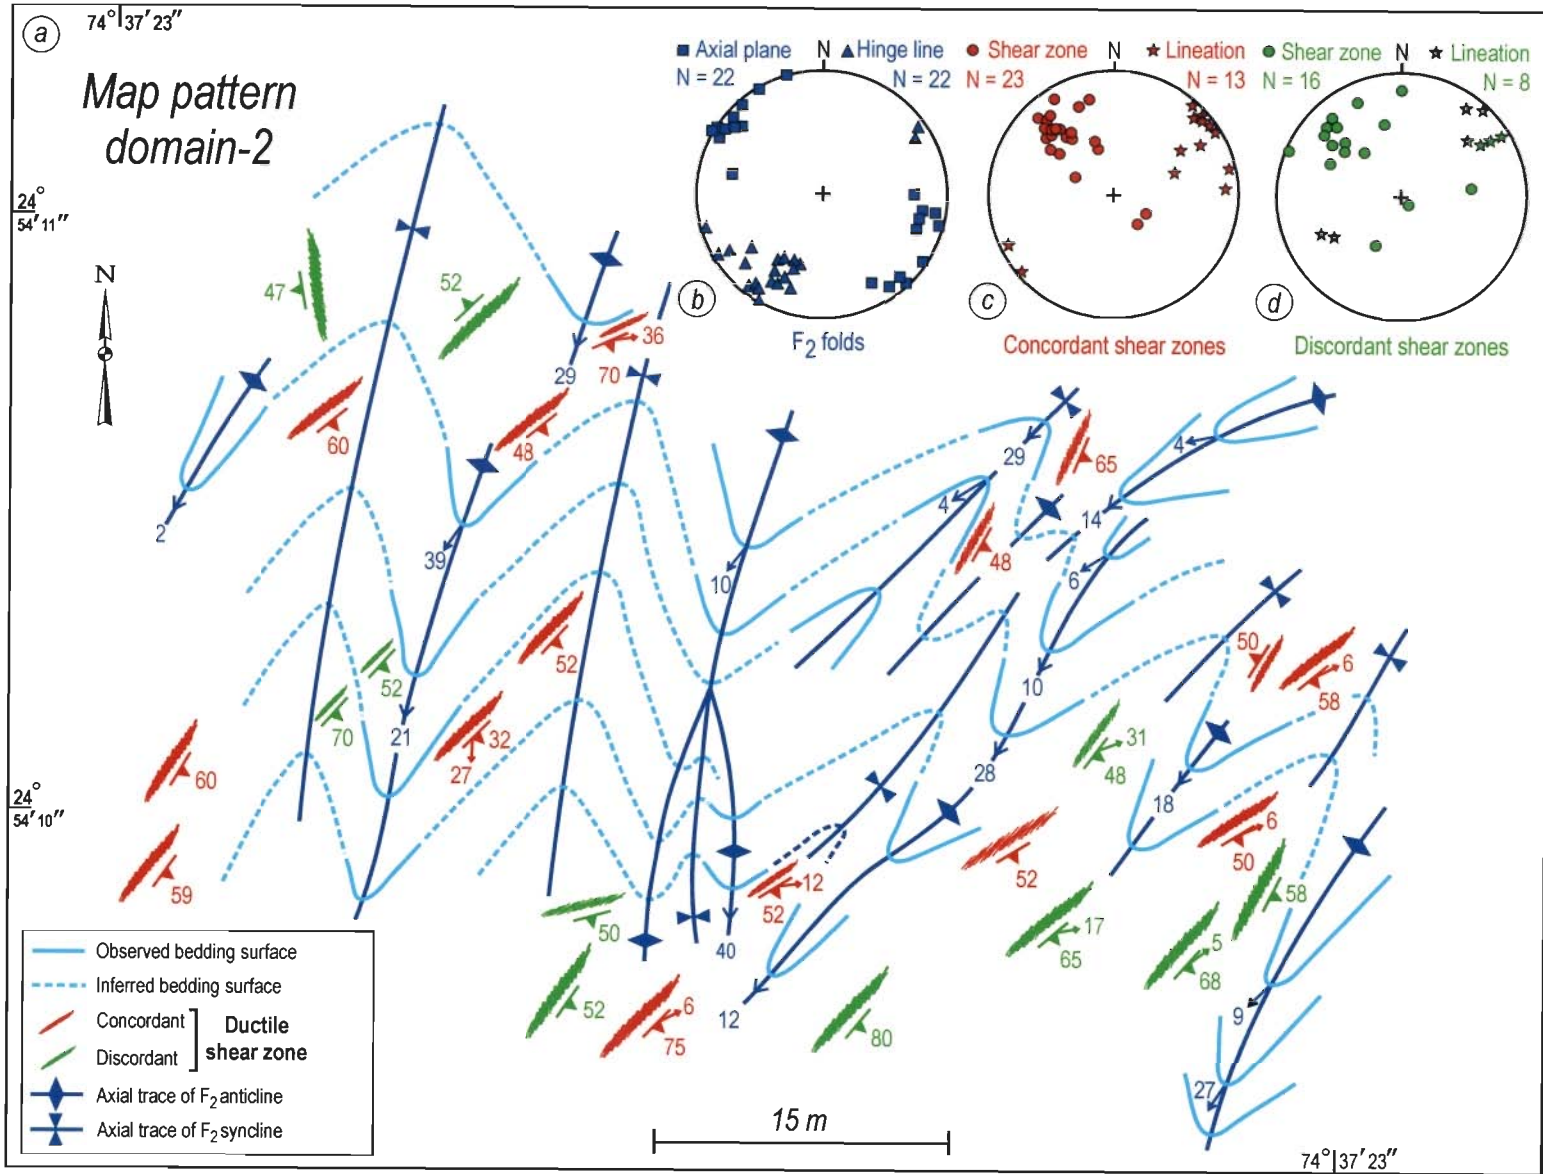 a
74° 37′ 23″
Map pattern
domain-2
24°
54′ 11″
N
Axial plane
N = 22
N
Hinge line
N = 22
b
F2 folds
Shear zone
N = 23
N
Lineation
N = 13
c
Concordant shear zones
Shear zone
N = 16
N
Lineation
N = 8
d
Discordant shear zones
47
52
36
70
29
60
48
2
39
10
29
65
4
48
4
14
6
10
28
52
50
6
58
52
70
21
32
27
60
59
31
48
18
6
50
58
52
12
52
50
40
17
65
5
68
52
6
75
12
80
9
27
24°
54′ 10″
Observed bedding surface
Inferred bedding surface
Concordant
Discordant
Ductile
shear zone
Axial trace of F2 anticline
Axial trace of F2 syncline
15 m
74° 37′ 23″